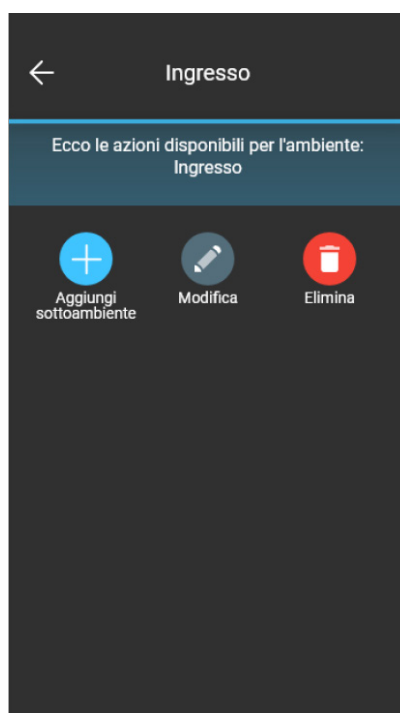 Ingresso
Ecco le azioni disponibili per l'ambiente:
Ingresso
Aggiungi
sottoambiente
Modifica
Elimina